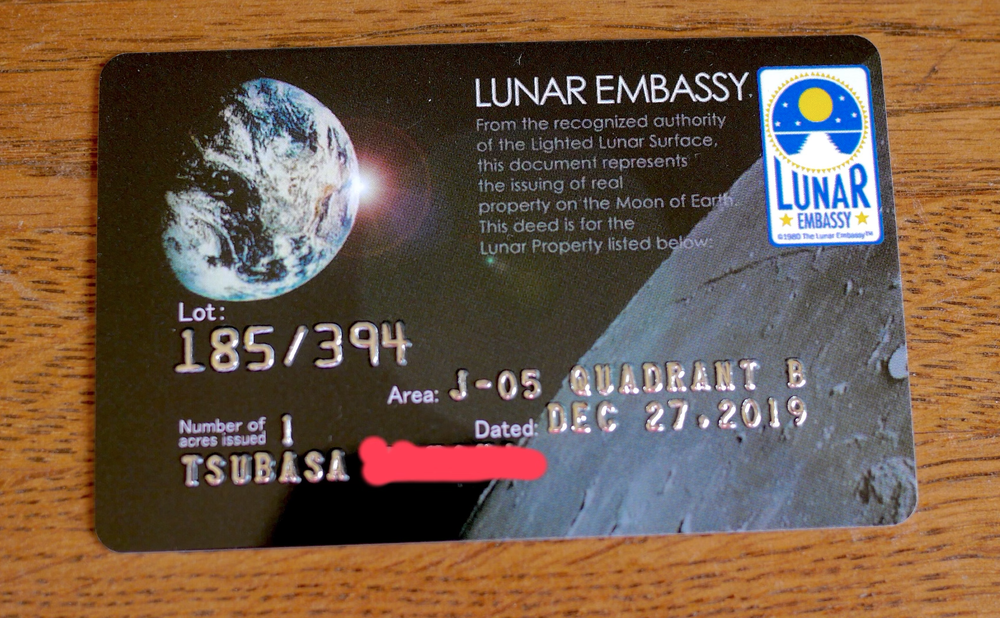 LUNAR EMBASSY.
From the recognized authority
of the Lighted Lunar Surface,
this document represents
the issuing of real
property on the Moon of Earth.
This deed is for the
Lunar Property listed below:
LUNAR
EMBASSY
©1980 The Lunar Embassy™
Lot:
185/394
Area: J-05 QUADRANT B
Number of
acres issued 1
Dated: DEC 27.2019
TSUBASA